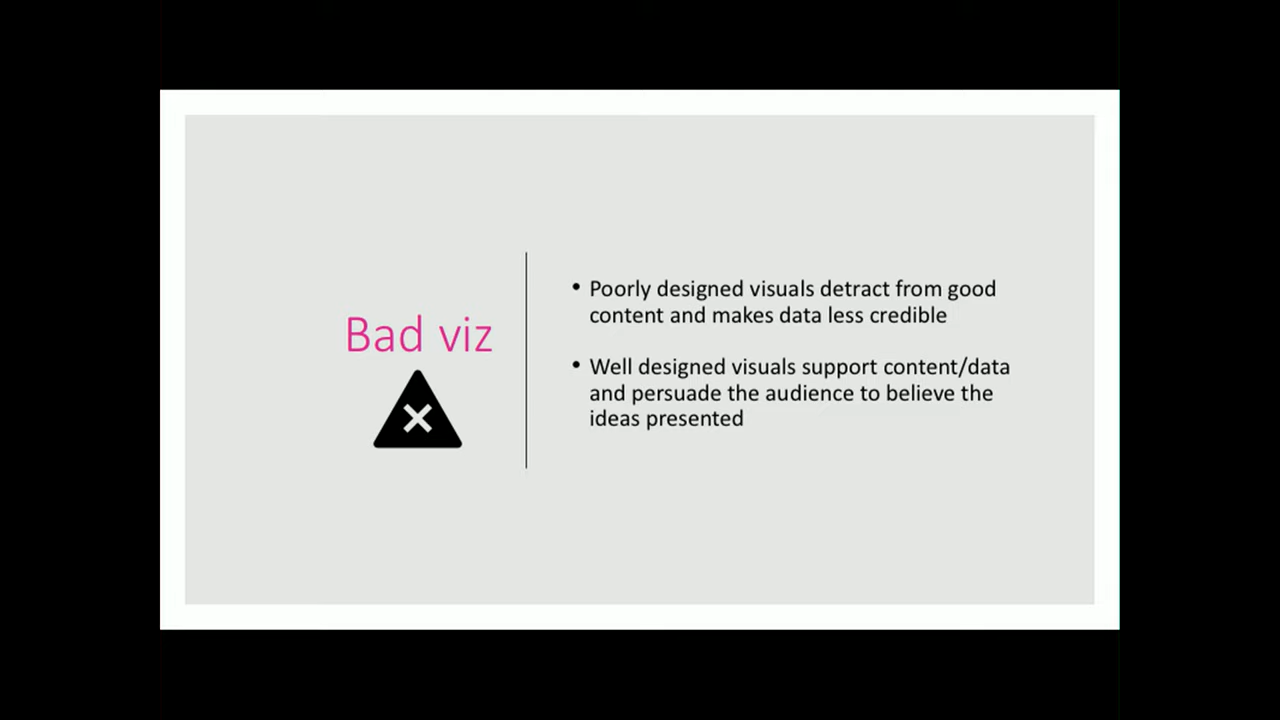 Bad viz
• Poorly designed visuals detract from good
content and makes data less credible
• Well designed visuals support content/data
and persuade the audience to believe the
ideas presented